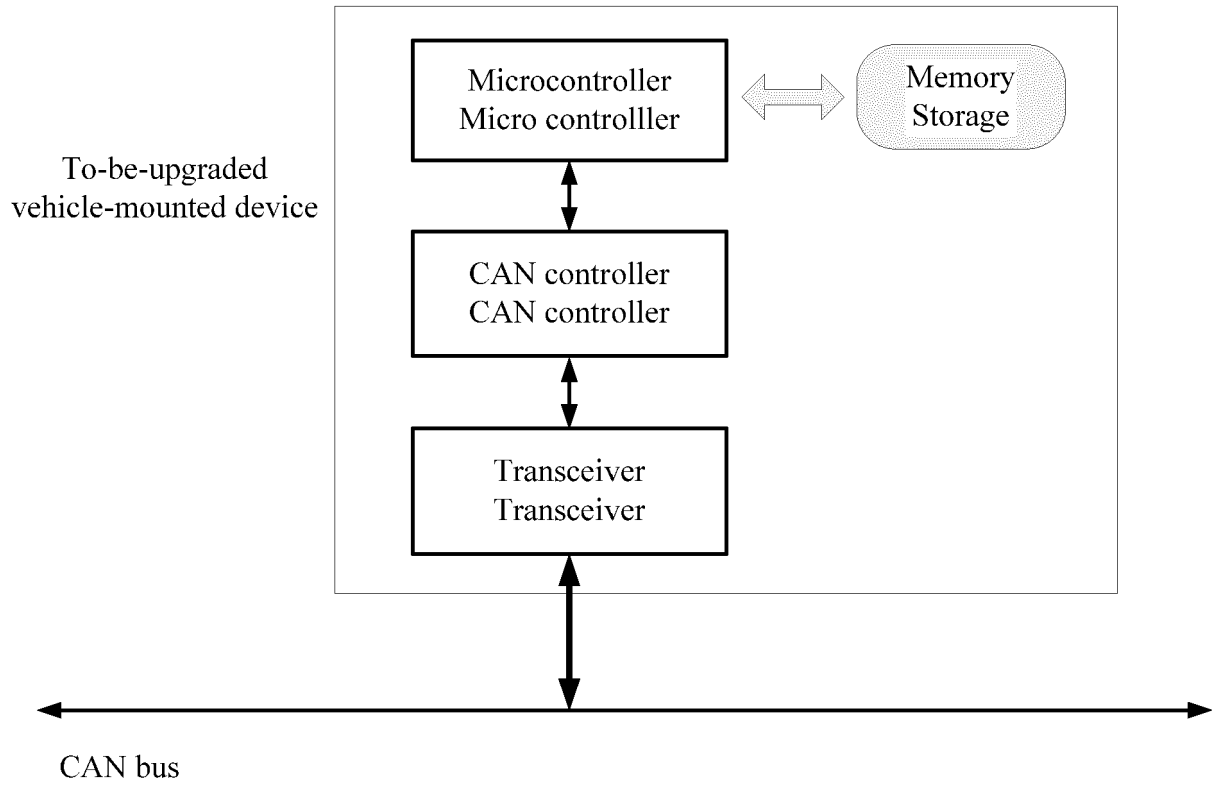 Microcontroller
Micro controlller
Memory
Storage
To-be-upgraded
vehicle-mounted device
CAN controller
CAN controller
Transceiver
Transceiver
CAN bus